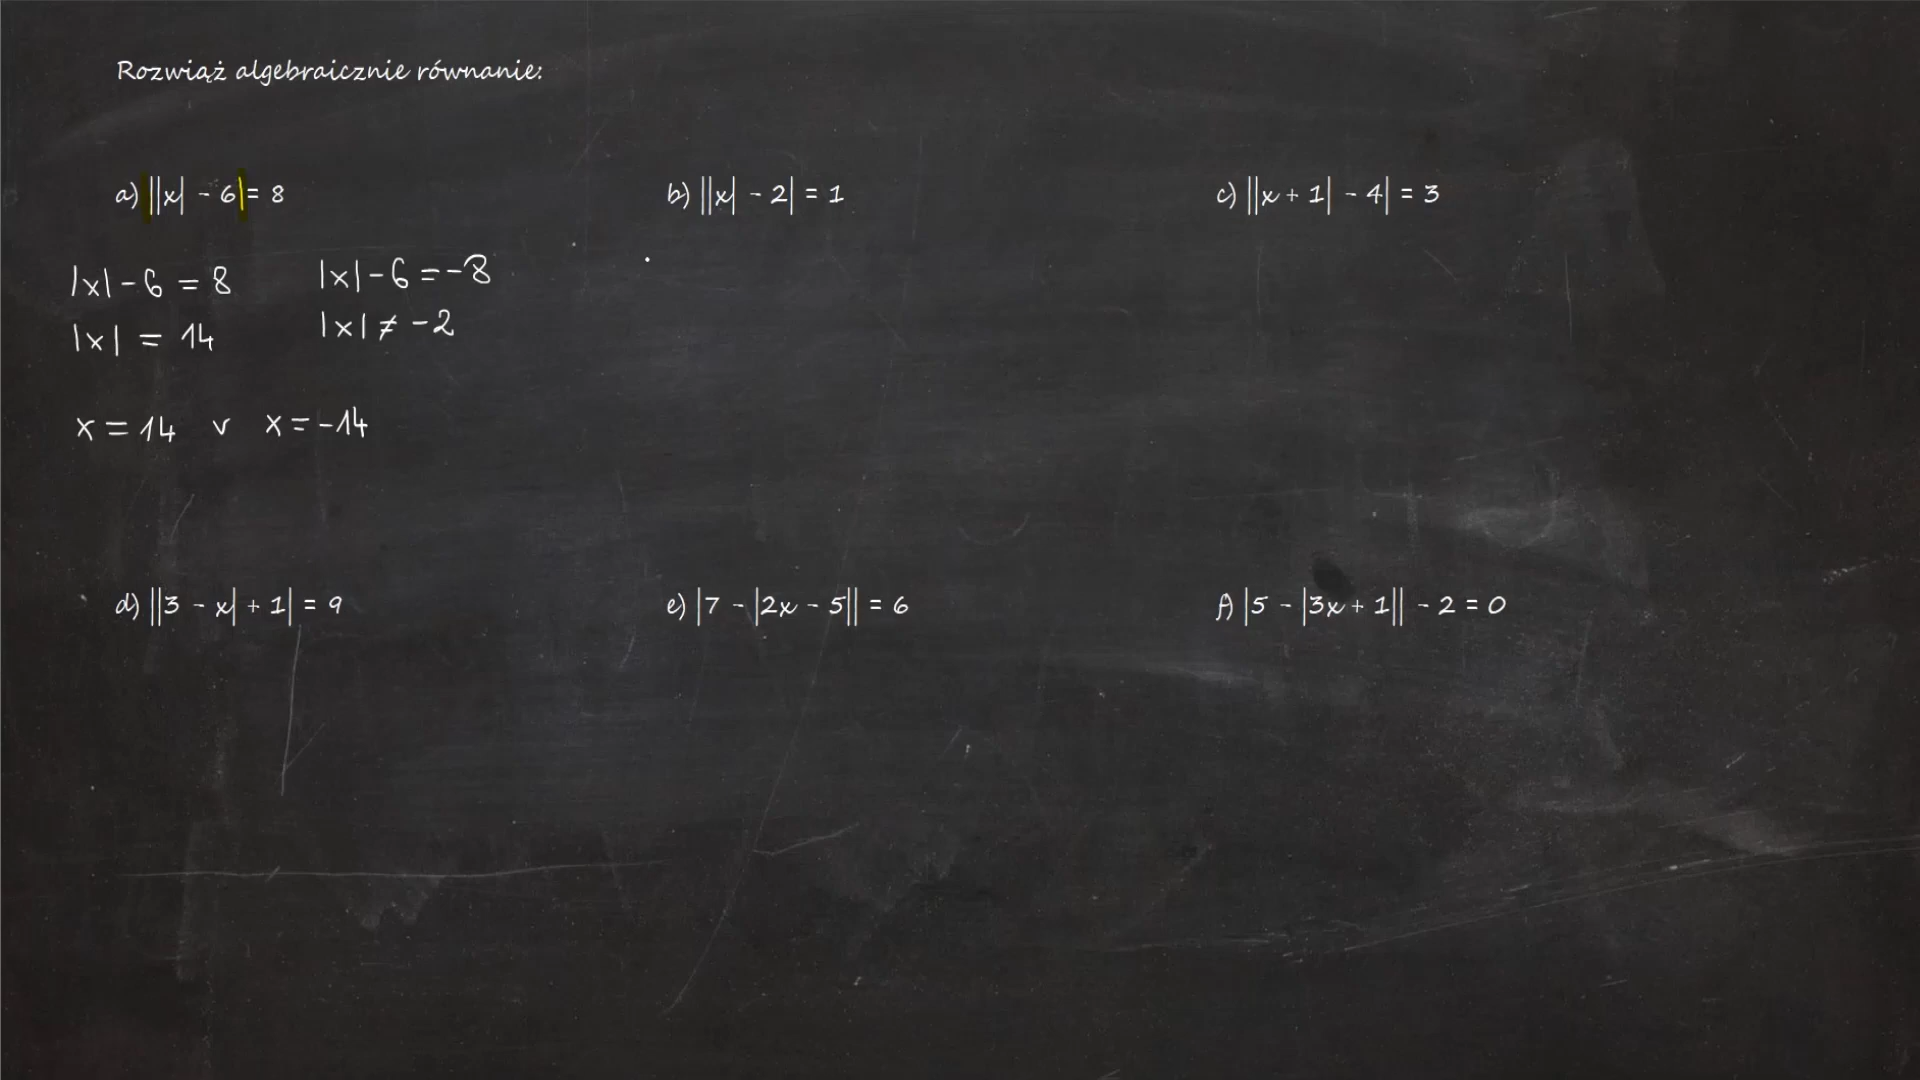 Rozwiąż algebraicznie równanie:
a) ||x| - 6| = 8
b) ||x| - 2| = 1
c) ||x + 1| - 4| = 3
|x| - 6 = 8
|x| - 6 = -8
|x| = 14
|x| ≠ -2
x = 14 v x = -14
d) ||3 - x| + 1| = 9
e) |7 - |2x - 5|| = 6
f) |5 - |3x + 1|| - 2 = 0